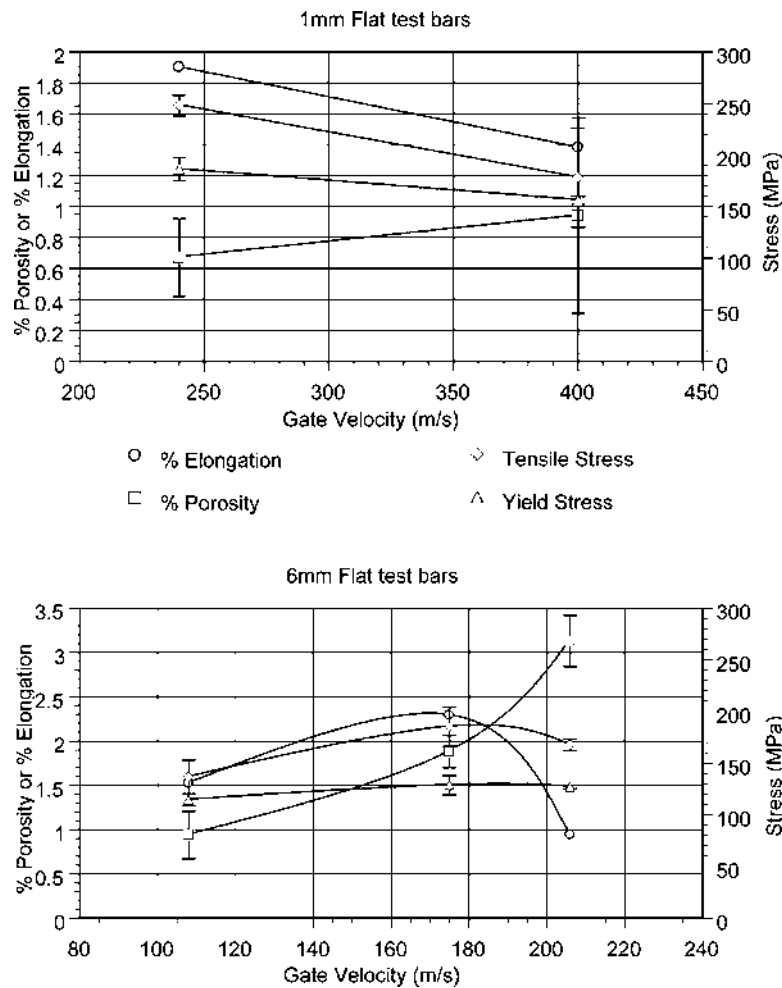 1mm Flat test bars
2
1.8
1.6
1.4
1.2
1
0.8
0.6
0.4
0.2
0
% Porosity or % Elongation
300
250
200
150
100
50
0
Stress (MPa)
200 250 300 350 400 450
Gate Velocity (m/s)
% Elongation
Tensile Stress
% Porosity
Yield Stress
6mm Flat test bars
3.5
3
2.5
2
1.5
1
0.5
0
% Porosity or % Elongation
300
250
200
150
100
50
0
Stress (MPa)
80 100 120 140 160 180 200 220 240
Gate Velocity (m/s)